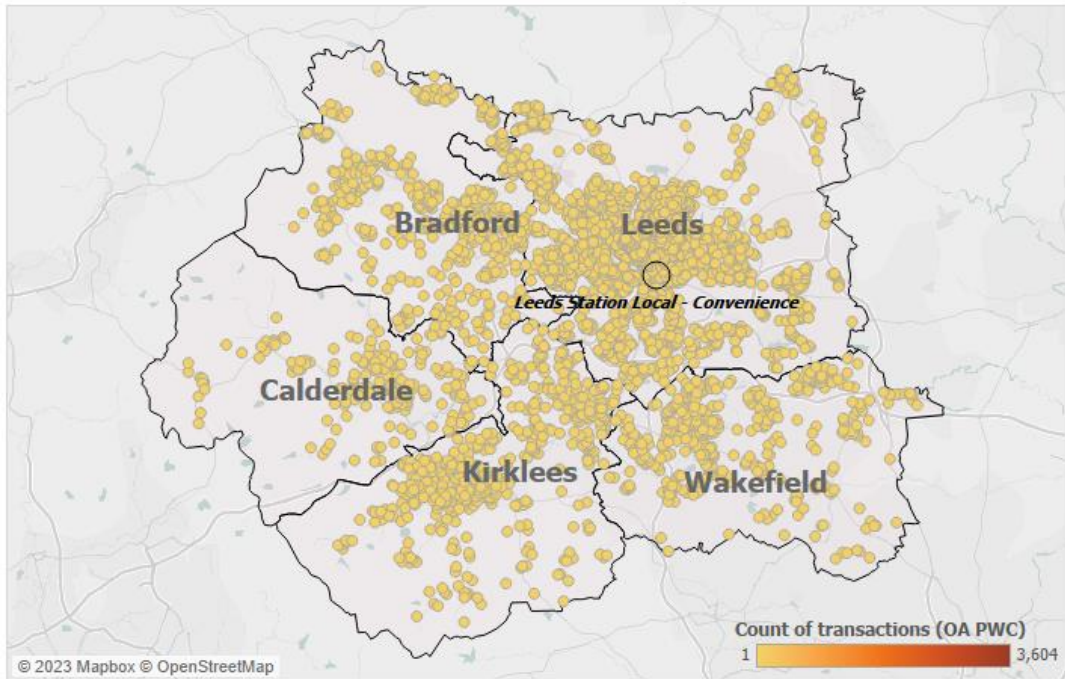 Bradford
Leeds
Leeds Station Local - Convenience
Calderdale
Kirklees
Wakefield
Count of transactions (OA PWC)
1 3,604
© 2023 Mapbox © OpenStreetMap